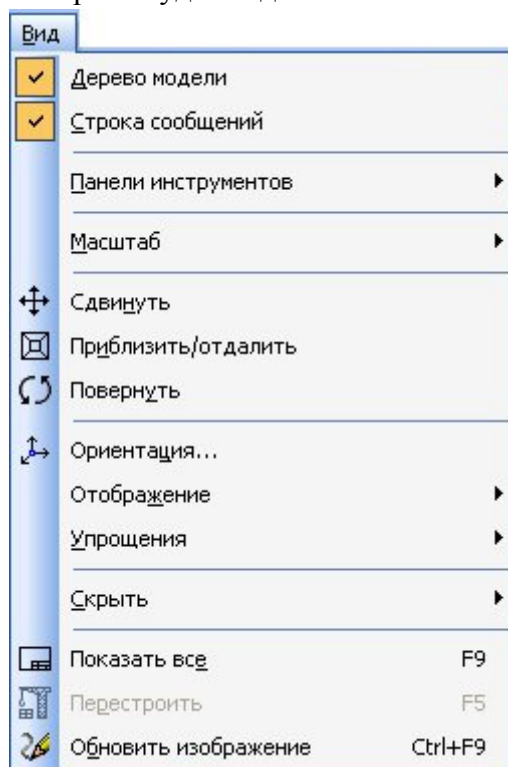 Вид
Дерево модели
Строка сообщений
Панели инструментов
Масштаб
Сдвинуть
Приблизить/отдалить
Повернуть
Ориентация...
Отображение
Упрощения
Скрыть
Показать все F9
Перестроить F5
Обновить изображение Ctrl+F9